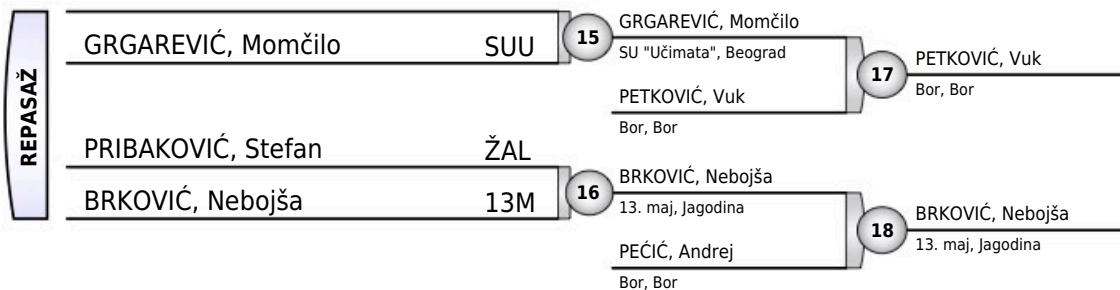 REPASAŽ
GRGAREVIĆ, Momčilo SUU
15
GRGAREVIĆ, Momčilo
SU "Učimata", Beograd
PETKOVIĆ, Vuk
Bor, Bor
17
PETKOVIĆ, Vuk
Bor, Bor
PRIBAKOVIĆ, Stefan ŽAL
BRKOVIĆ, Nebojša 13M
16
BRKOVIĆ, Nebojša
13. maj, Jagodina
PEĆIĆ, Andrej
Bor, Bor
18
BRKOVIĆ, Nebojša
13. maj, Jagodina